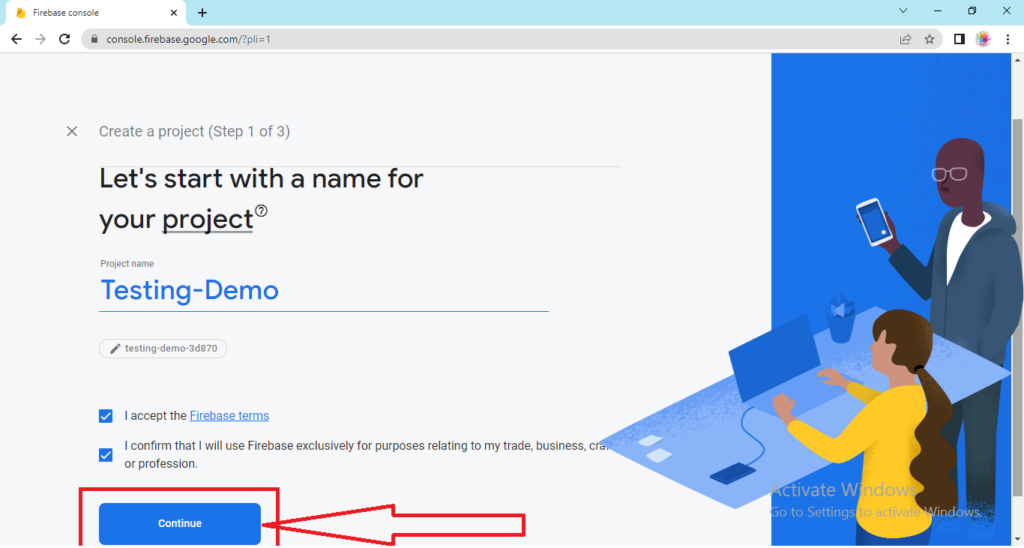 Firebase console
console.firebase.google.com/?pli=1
Create a project (Step 1 of 3)
Let's start with a name for
your project
Project name
Testing-Demo
testing-demo-3d870
I accept the Firebase terms
I confirm that I will use Firebase exclusively for purposes relating to my trade, business,
or profession.
Continue
Activate Windows
Go to Settings to activate Windows.